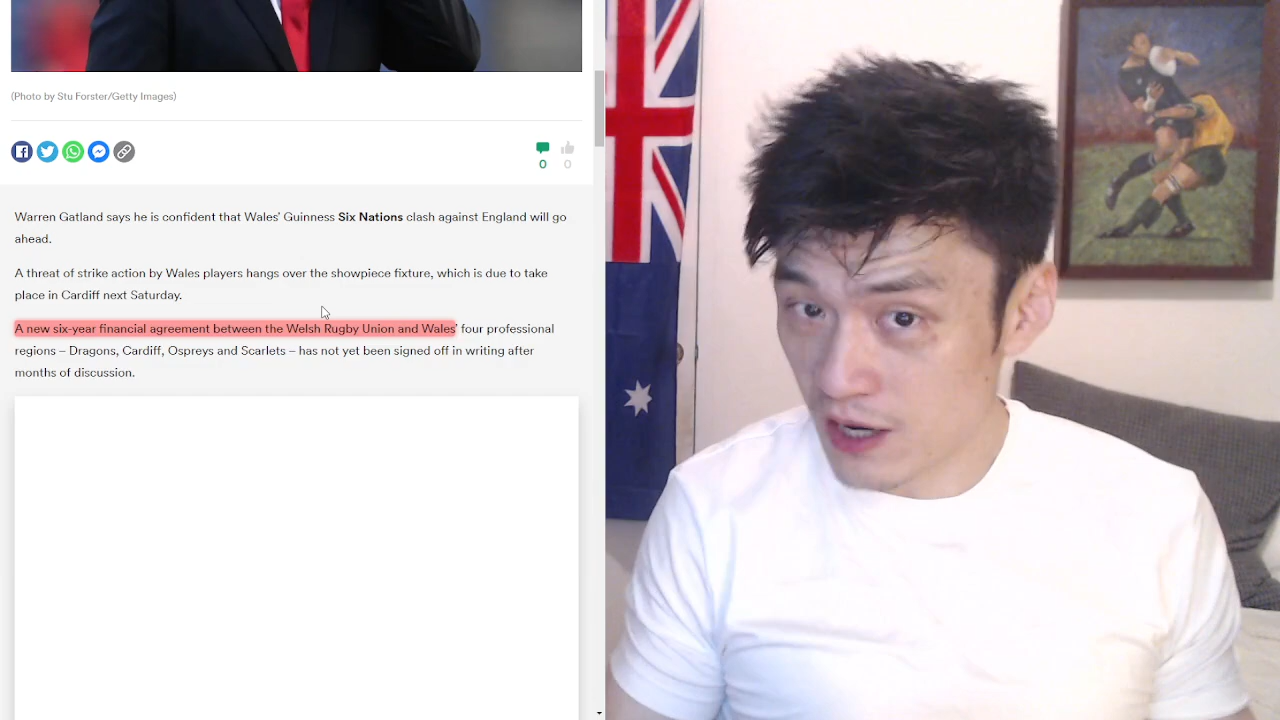 (Photo by Stu Forster/Getty Images)
0 0
Warren Gatland says he is confident that Wales' Guinness Six Nations clash against England will go
ahead.
A threat of strike action by Wales players hangs over the showpiece fixture, which is due to take
place in Cardiff next Saturday.
A new six-year financial agreement between the Welsh Rugby Union and Wales' four professional
regions – Dragons, Cardiff, Ospreys and Scarlets – has not yet been signed off in writing after
months of discussion.